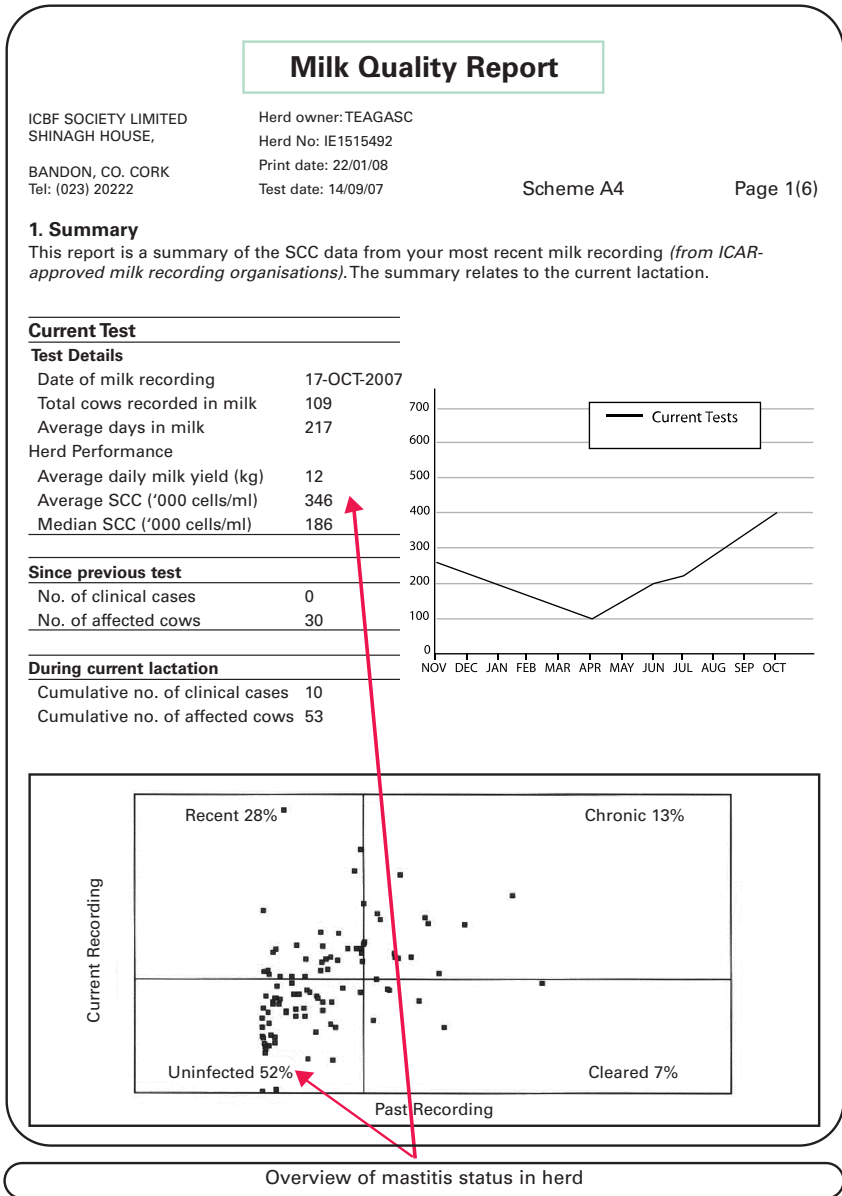 Milk Quality Report
ICBF SOCIETY LIMITED
SHINAGH HOUSE,
BANDON, CO. CORK
Tel: (023) 20222
Herd owner: TEAGASC
Herd No: IE1515492
Print date: 22/01/08
Test date: 14/09/07
Scheme A4
Page 1(6)
1. Summary
This report is a summary of the SCC data from your most recent milk recording (from ICAR-
approved milk recording organisations). The summary relates to the current lactation.
Current Test
Test Details
Date of milk recording 17-OCT-2007
Total cows recorded in milk 109
Average days in milk 217
Herd Performance
Average daily milk yield (kg) 12
Average SCC (‘000 cells/ml) 346
Median SCC (‘000 cells/ml) 186
Since previous test
No. of clinical cases 0
No. of affected cows 30
During current lactation
Cumulative no. of clinical cases 10
Cumulative no. of affected cows 53
Current Tests
700
600
500
400
300
200
100
0
NOV DEC JAN FEB MAR APR MAY JUN JUL AUG SEP OCT
Recent 28%
Chronic 13%
Current Recording
Uninfected 52%
Cleared 7%
Past Recording
Overview of mastitis status in herd